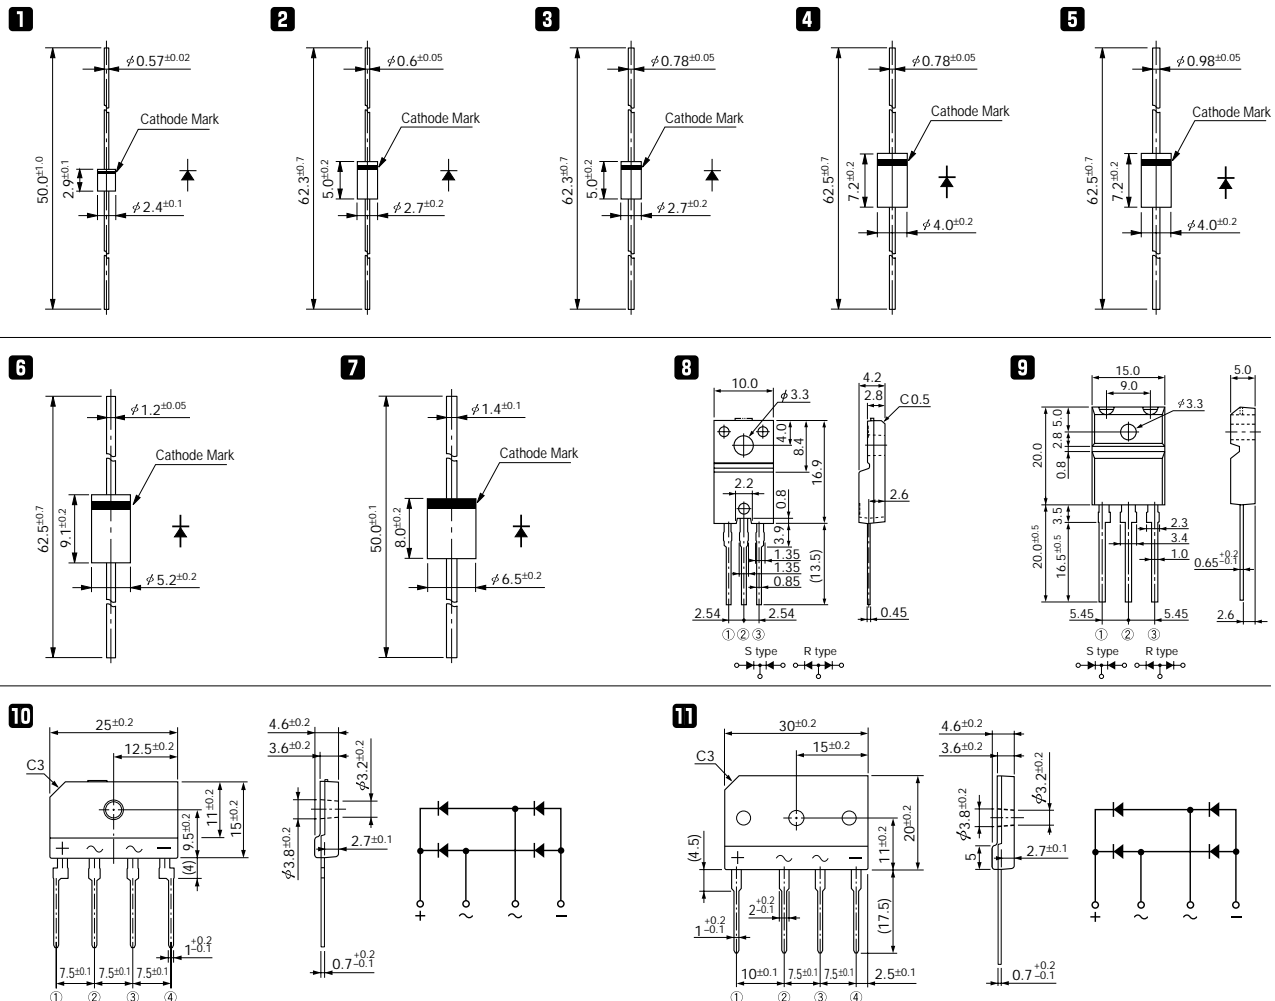 1
50.0±1.0
2.9±0.1
ϕ0.57±0.02
Cathode Mark
ϕ2.4±0.1
2
62.3±0.7
5.0±0.2
ϕ0.6±0.05
Cathode Mark
ϕ2.7±0.2
3
62.3±0.7
5.0±0.2
ϕ0.78±0.05
Cathode Mark
ϕ2.7±0.2
4
62.5±0.7
7.2±0.2
ϕ0.78±0.05
Cathode Mark
ϕ4.0±0.2
5
62.5±0.7
7.2±0.2
ϕ0.98±0.05
Cathode Mark
ϕ4.0±0.2
6
62.5±0.7
9.1±0.2
ϕ1.2±0.05
Cathode Mark
ϕ5.2±0.2
7
50.0±0.1
8.0±0.2
ϕ1.4±0.1
Cathode Mark
ϕ6.5±0.2
8
10.0
ϕ3.3
4.0
8.4
16.9
2.2
0.8
3.9
1.35
1.35
0.85
(13.5)
2.54
2.54
① ② ③
S type
R type
4.2
2.8
C0.5
2.6
0.45
9
15.0
9.0
ϕ3.3
20.0
5.0
2.8
0.8
3.5
20.0±0.5
16.5±0.5
2.3
3.4
1.0
5.45
5.45
① ② ③
S type
R type
5.0
0.65+0.2−0.1
2.6
10
25±0.2
12.5±0.2
C3
11±0.2
15±0.2
9.5±0.2
(4)
+ ~ ~ −
1+0.2−0.1
7.5±0.1 7.5±0.1 7.5±0.1
① ② ③ ④
4.6±0.2
3.6±0.2
ϕ3.2±0.2
ϕ3.8±0.2
2.7±0.1
0.7+0.2−0.1
+ ~ ~ −
11
30±0.2
15±0.2
C3
20±0.2
11±0.2
(4.5)
+ ~ ~ −
2+0.2−0.1
1+0.2−0.1
(17.5)
10±0.1 7.5±0.1 7.5±0.1 2.5±0.1
① ② ③ ④
4.6±0.2
3.6±0.2
ϕ3.2±0.2
ϕ3.8±0.2
5
2.7±0.1
0.7+0.2−0.1
+ ~ ~ −